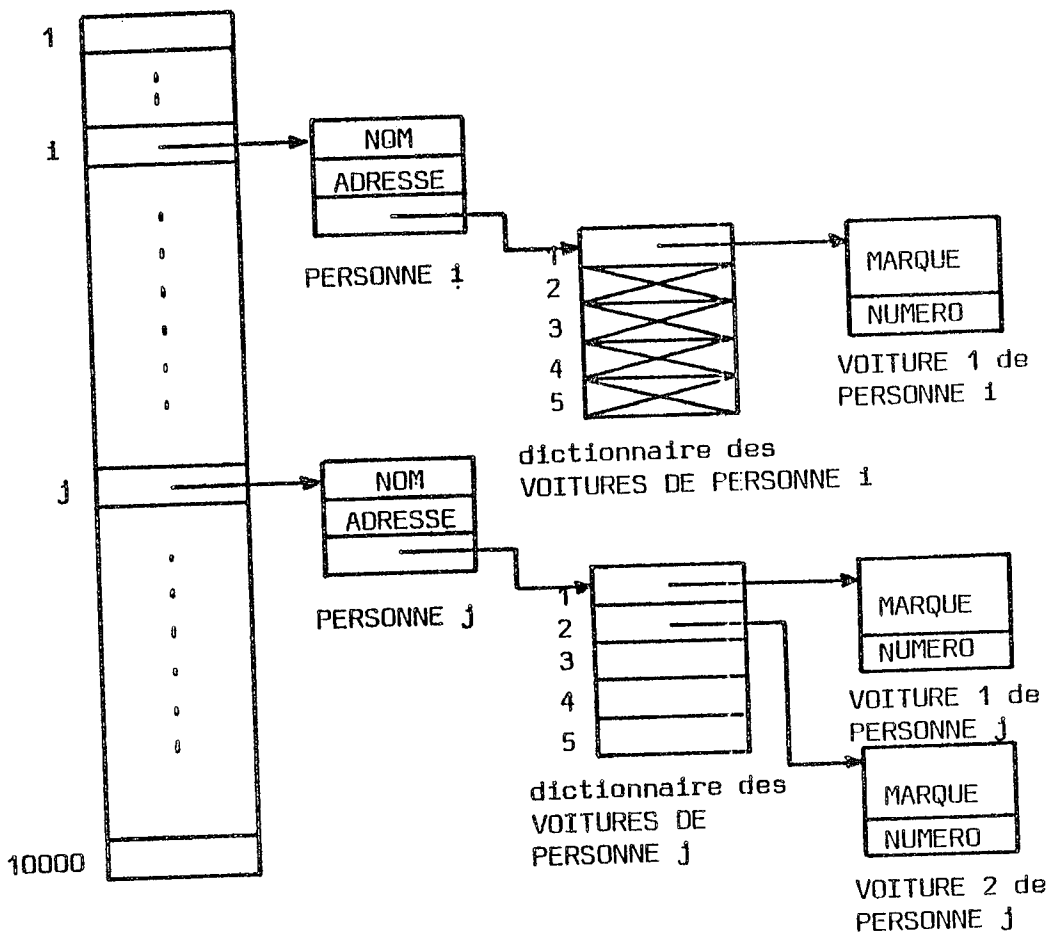 1
i
NOM
ADRESSE
PERSONNE i
1
2
3
4
5
MARQUE
NUMERO
VOITURE 1 de
PERSONNE i
dictionnaire des
VOITURES DE PERSONNE i
j
NOM
ADRESSE
PERSONNE j
1
2
3
4
5
MARQUE
NUMERO
VOITURE 1 de
PERSONNE j
dictionnaire des
VOITURES DE
PERSONNE j
MARQUE
NUMERO
VOITURE 2 de
PERSONNE j
10000